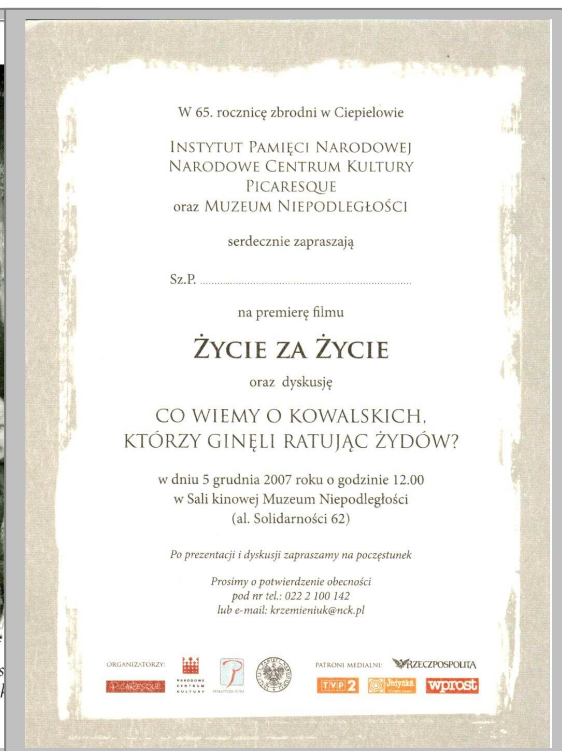 W 65. rocznicę zbrodni w Ciepielowie
INSTYTUT PAMIĘCI NARODOWEJ
NARODOWE CENTRUM KULTURY
PICARESQUE
oraz MUZEUM NIEPODLEGŁOŚCI
serdecznie zapraszają
Sz.P. ........................................................................
na premierę filmu
ŻYCIE ZA ŻYCIE
oraz dyskusję
CO WIEMY O KOWALSKICH,
KTÓRZY GINĘLI RATUJĄC ŻYDÓW?
w dniu 5 grudnia 2007 roku o godzinie 12.00
w Sali kinowej Muzeum Niepodległości
(al. Solidarności 62)
Po prezentacji i dyskusji zapraszamy na poczęstunek
Prosimy o potwierdzenie obecności
pod nr tel.: 022 2 100 142
lub e-mail: krzemieniuk@nck.pl
ORGANIZATORZY:
PICARESQUE
NARODOWE
CENTRUM
KULTURY
PATRONI MEDIALNI:
RZECZPOSPOLITA
TVP 2
Jedynka
wprost